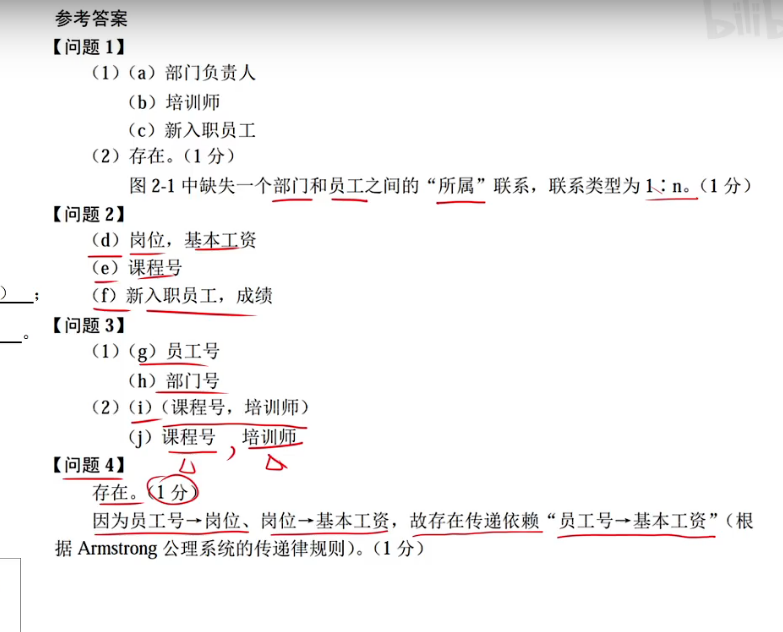 bilib
参考答案
【问题 1】
（1）（a）部门负责人
（b）培训师
（c）新入职员工
（2）存在。（1 分）
图 2-1 中缺失一个部门和员工之间的“所属”联系，联系类型为 1∶n。（1 分）
【问题 2】
（d）岗位，基本工资
（e）课程号
）；
（f）新入职员工，成绩
【问题 3】
。
（1）（g）员工号
（h）部门号
（2）（i）（课程号，培训师）
（j）课程号，培训师
【问题 4】
存在。（1 分）
因为员工号→岗位、岗位→基本工资，故存在传递依赖“员工号→基本工资”（根
据 Armstrong 公理系统的传递律规则）。（1 分）